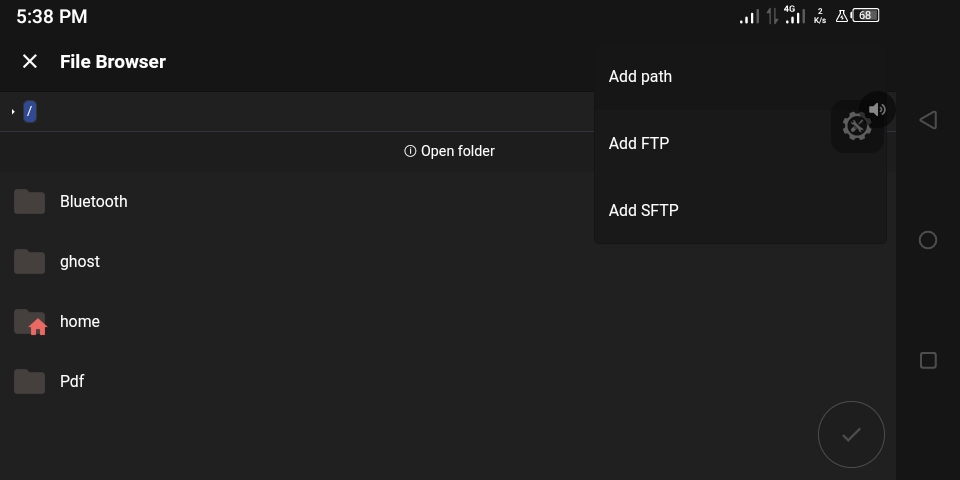 5:38 PM
4G
2
K/s
68
File Browser
/
Open folder
Bluetooth
ghost
home
Pdf
Add path
Add FTP
Add SFTP